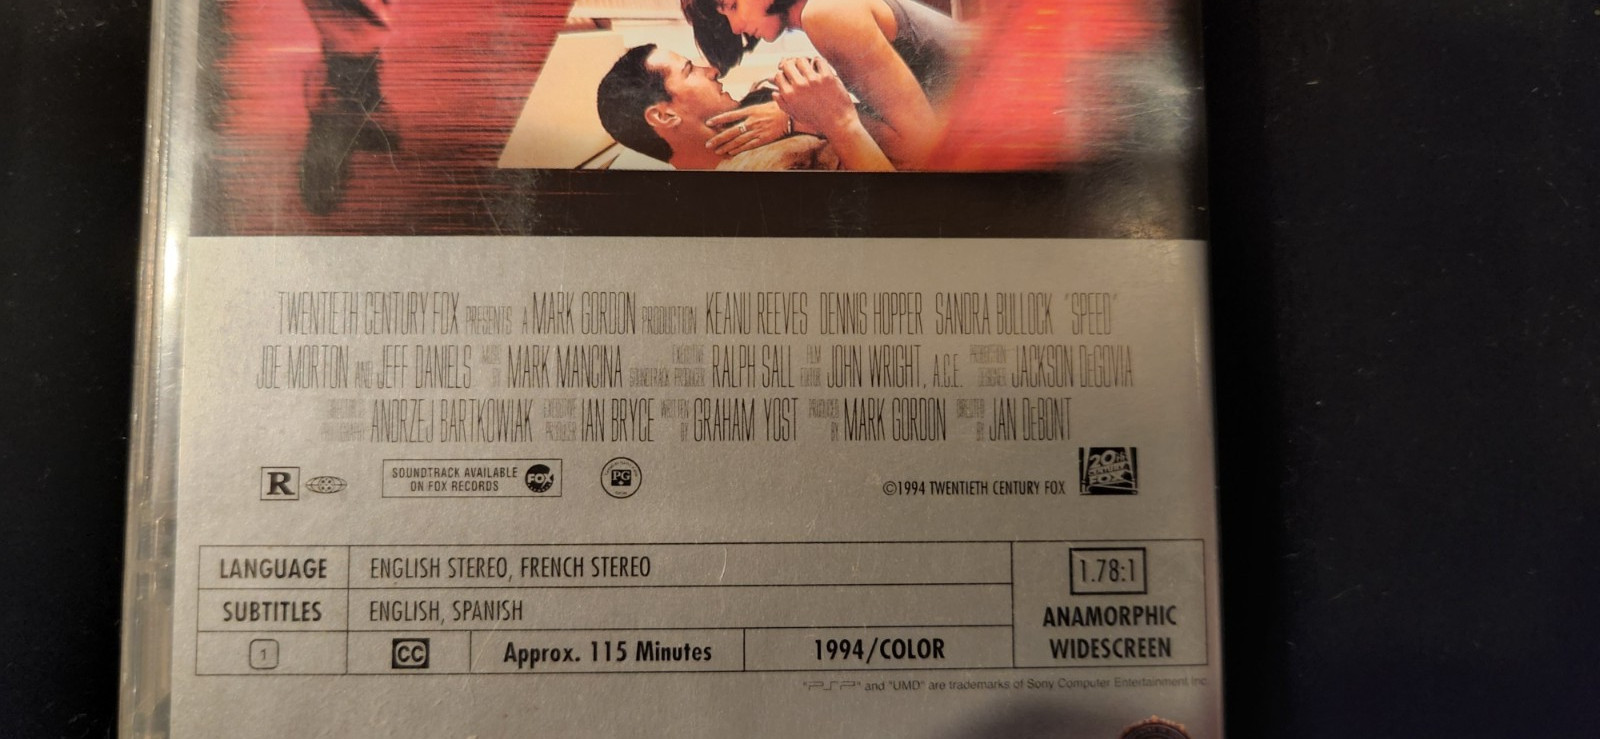 TWENTIETH CENTURY FOX PRESENTS A MARK GORDON PRODUCTION KEANU REEVES DENNIS HOPPER SANDRA BULLOCK "SPEED"
JOE MORTON AND JEFF DANIELS MUSIC BY MARK MANCINA EXECUTIVE SOUNDTRACK PRODUCER RALPH SALL FILM EDITOR JOHN WRIGHT, A.C.E. PRODUCTION DESIGNER JACKSON DeGOVIA
DIRECTOR OF PHOTOGRAPHY ANDRZEJ BARTKOWIAK EXECUTIVE PRODUCER IAN BRYCE WRITTEN BY GRAHAM YOST PRODUCED BY MARK GORDON DIRECTED BY JAN DeBONT
R
SOUNDTRACK AVAILABLE
ON FOX RECORDS
FOX
PG
©1994 TWENTIETH CENTURY FOX
20th
CENTURY
FOX
LANGUAGE ENGLISH STEREO, FRENCH STEREO
1.78:1
SUBTITLES ENGLISH, SPANISH
ANAMORPHIC
WIDESCREEN
1 CC Approx. 115 Minutes 1994/COLOR
"PSP" and "UMD" are trademarks of Sony Computer Entertainment Inc.